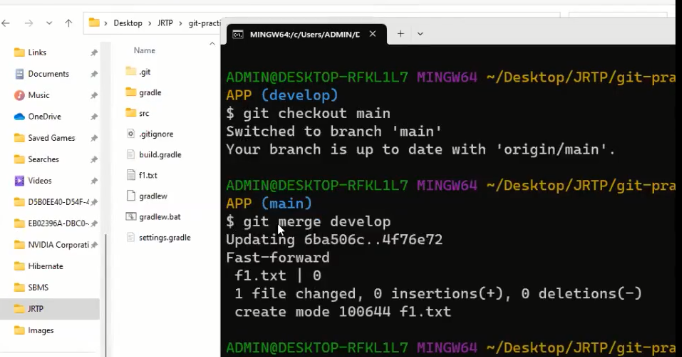 Desktop > JRTP > git-practi
MINGW64:/c/Users/ADMIN/D
Name
Links
Documents
Music
OneDrive
Saved Games
Searches
Videos
D5B0EE40-D54F-4
EB02396A-DBC0-
NVIDIA Corporati
Hibernate
SBMS
JRTP
Images
.git
gradle
src
.gitignore
build.gradle
f1.txt
gradlew
gradlew.bat
settings.gradle
ADMIN@DESKTOP-RFKL1L7 MINGW64 ~/Desktop/JRTP/git-pra
APP (develop)
$ git checkout main
Switched to branch 'main'
Your branch is up to date with 'origin/main'.
ADMIN@DESKTOP-RFKL1L7 MINGW64 ~/Desktop/JRTP/git-pra
APP (main)
$ git merge develop
Updating 6ba506c..4f76e72
Fast-forward
f1.txt | 0
1 file changed, 0 insertions(+), 0 deletions(-)
create mode 100644 f1.txt
ADMIN@DESKTOP-RFKL1L7 MINGW64 ~/Desktop/JRTP/git-pra